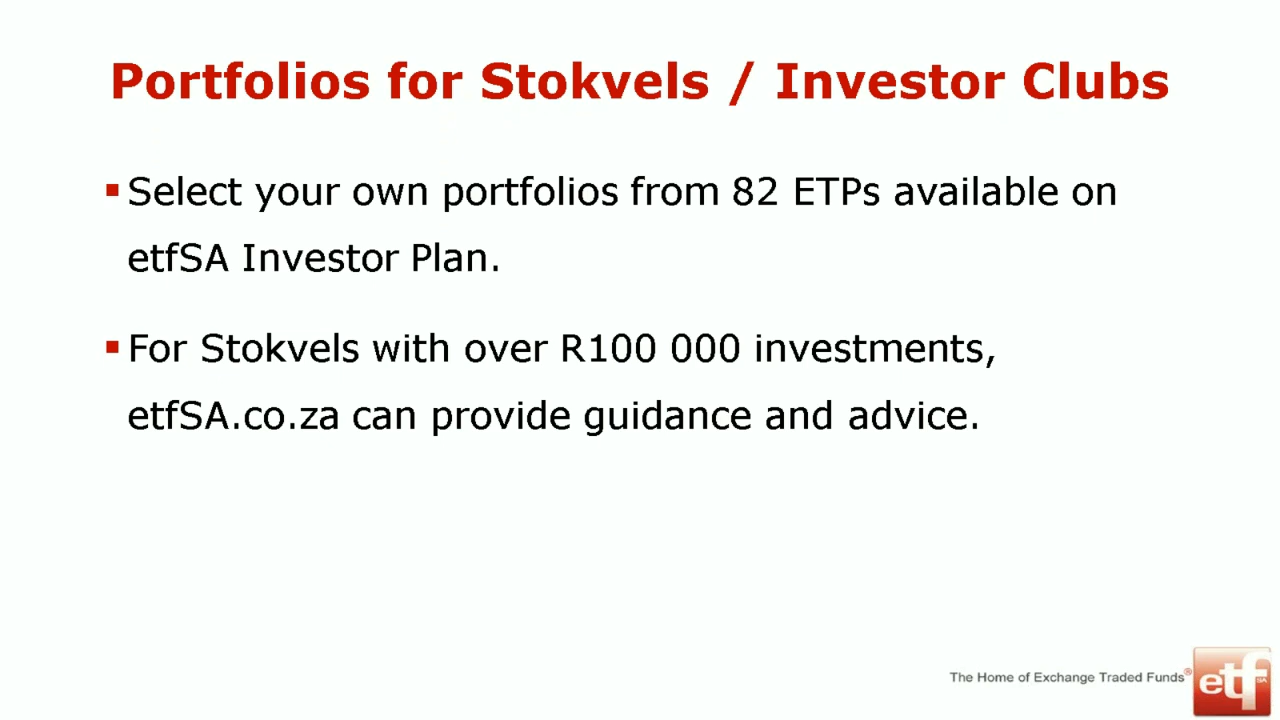 Portfolios for Stokvels / Investor Clubs
▪ Select your own portfolios from 82 ETPs available on
etfSA Investor Plan.
▪ For Stokvels with over R100 000 investments,
etfSA.co.za can provide guidance and advice.
The Home of Exchange Traded Funds®
etf SA